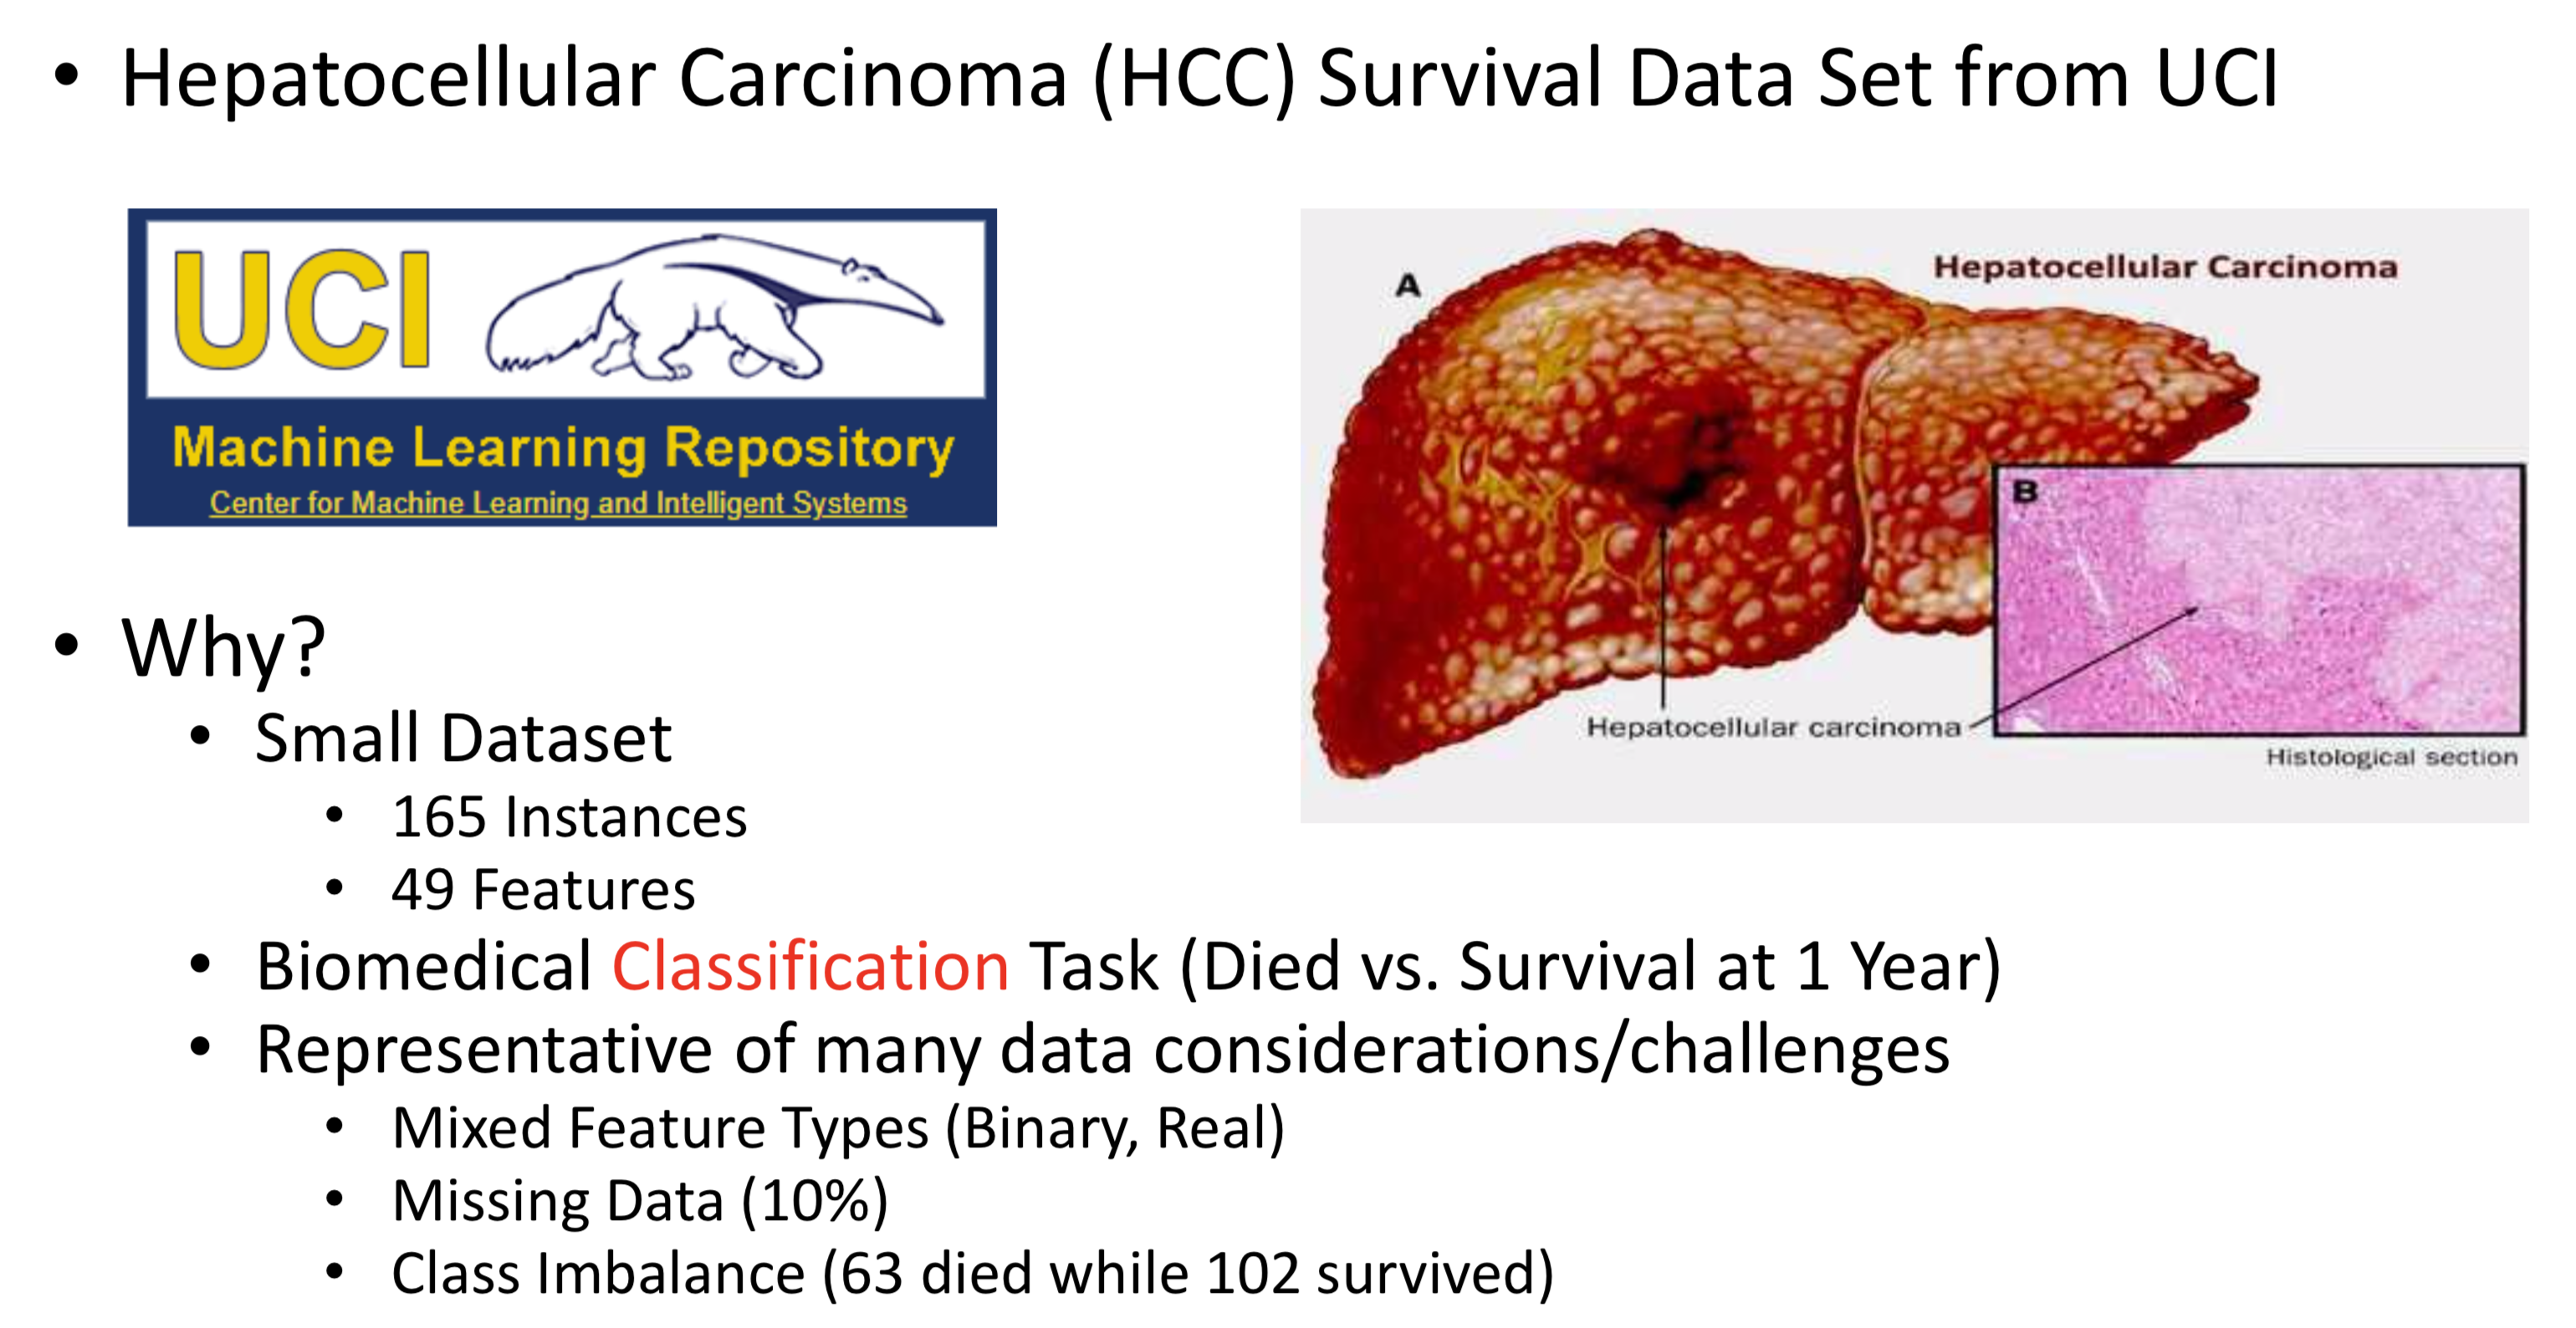 • Hepatocellular Carcinoma (HCC) Survival Data Set from UCI
UCI
Machine Learning Repository
Center for Machine Learning and Intelligent Systems
A
Hepatocellular Carcinoma
B
Hepatocellular carcinoma
Histological section
• Why?
• Small Dataset
• 165 Instances
• 49 Features
• Biomedical Classification Task (Died vs. Survival at 1 Year)
• Representative of many data considerations/challenges
• Mixed Feature Types (Binary, Real)
• Missing Data (10%)
• Class Imbalance (63 died while 102 survived)